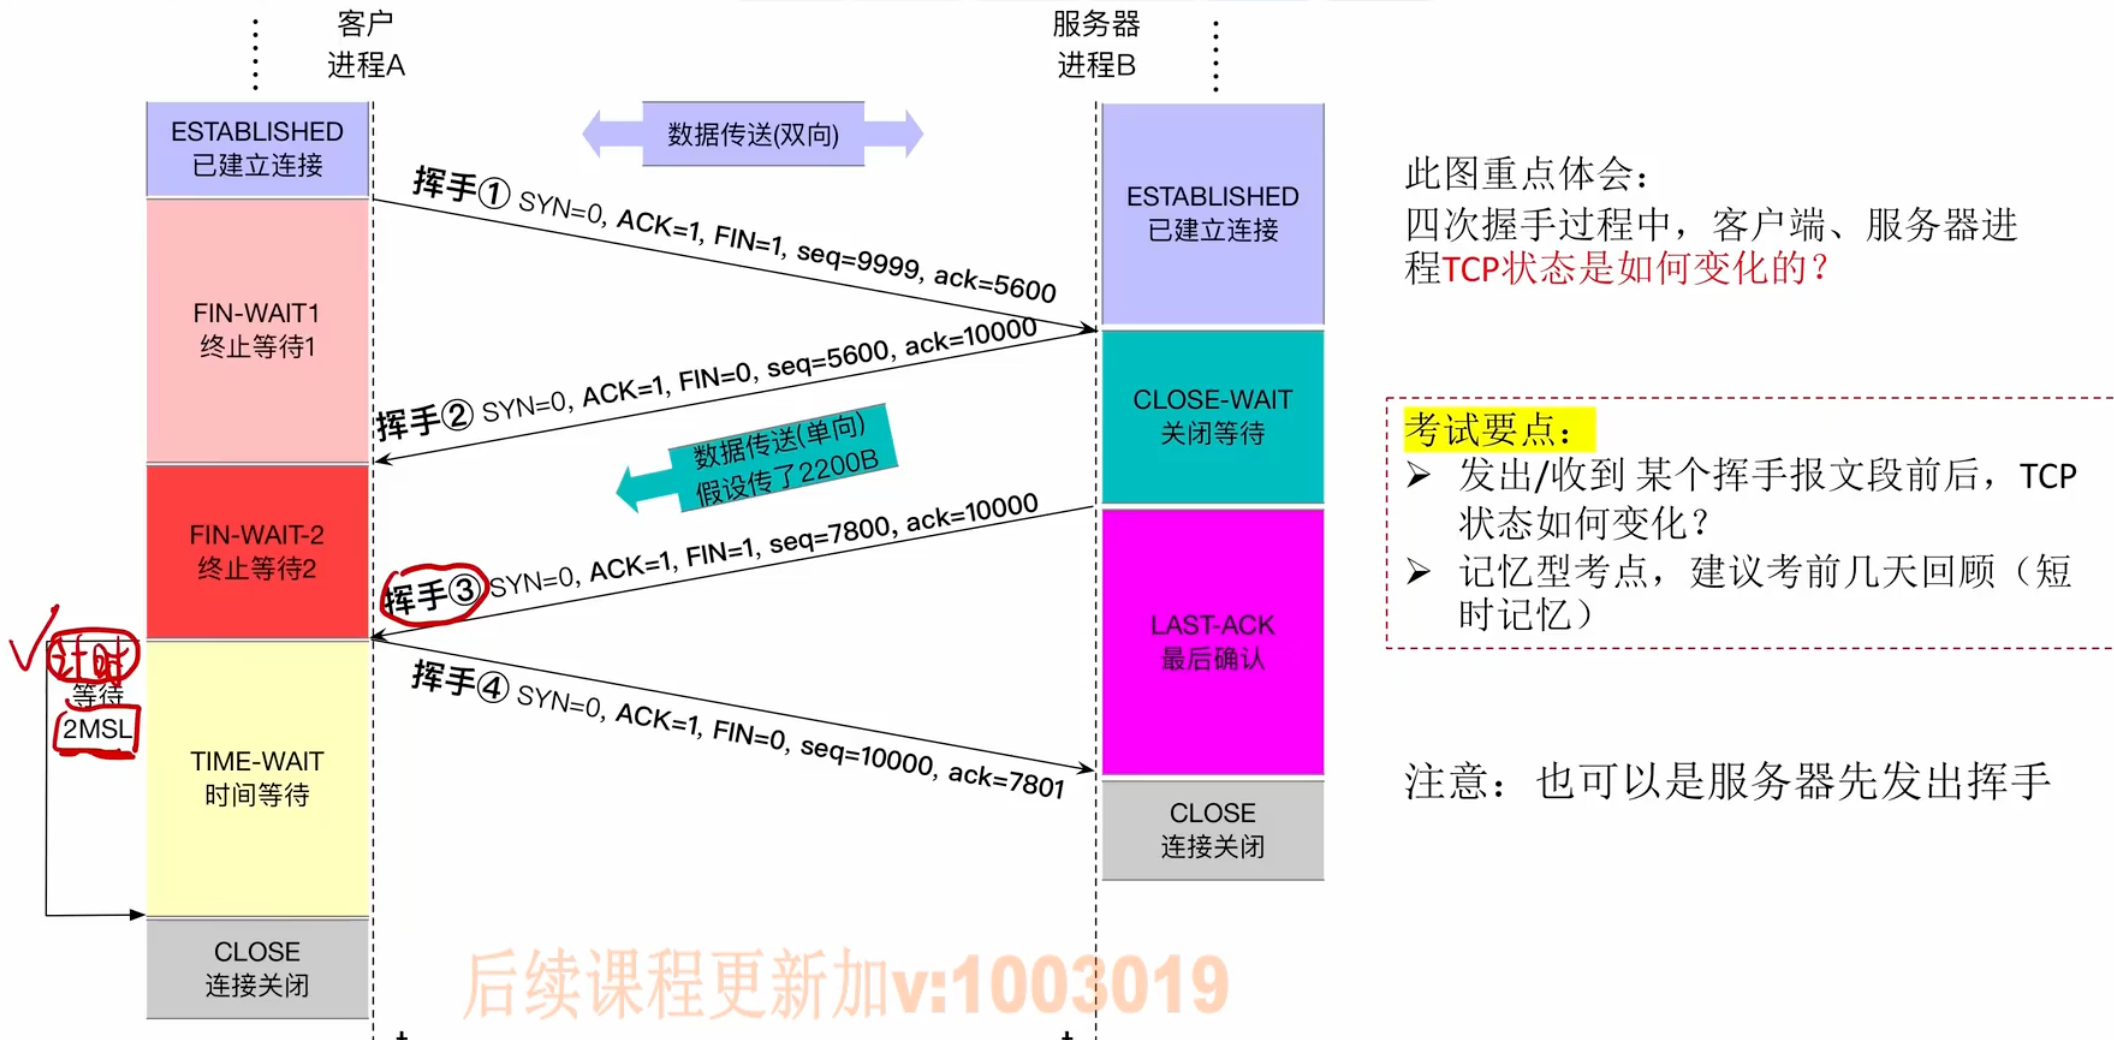 客户
进程A
服务器
进程B
ESTABLISHED
已建立连接
数据传送(双向)
ESTABLISHED
已建立连接
挥手① SYN=0, ACK=1, FIN=1, seq=9999, ack=5600
FIN-WAIT1
终止等待1
挥手② SYN=0, ACK=1, FIN=0, seq=5600, ack=10000
CLOSE-WAIT
关闭等待
数据传送(单向)
假设传了2200B
FIN-WAIT-2
终止等待2
挥手③ SYN=0, ACK=1, FIN=1, seq=7800, ack=10000
LAST-ACK
最后确认
计时
等待
2MSL
挥手④ SYN=0, ACK=1, FIN=0, seq=10000, ack=7801
TIME-WAIT
时间等待
CLOSE
连接关闭
CLOSE
连接关闭
此图重点体会：
四次握手过程中，客户端、服务器进
程TCP状态是如何变化的？
考试要点：
➢ 发出/收到 某个挥手报文段前后，TCP
状态如何变化？
➢ 记忆型考点，建议考前几天回顾（短
时记忆）
注意：也可以是服务器先发出挥手
后续课程更新加v:1003019